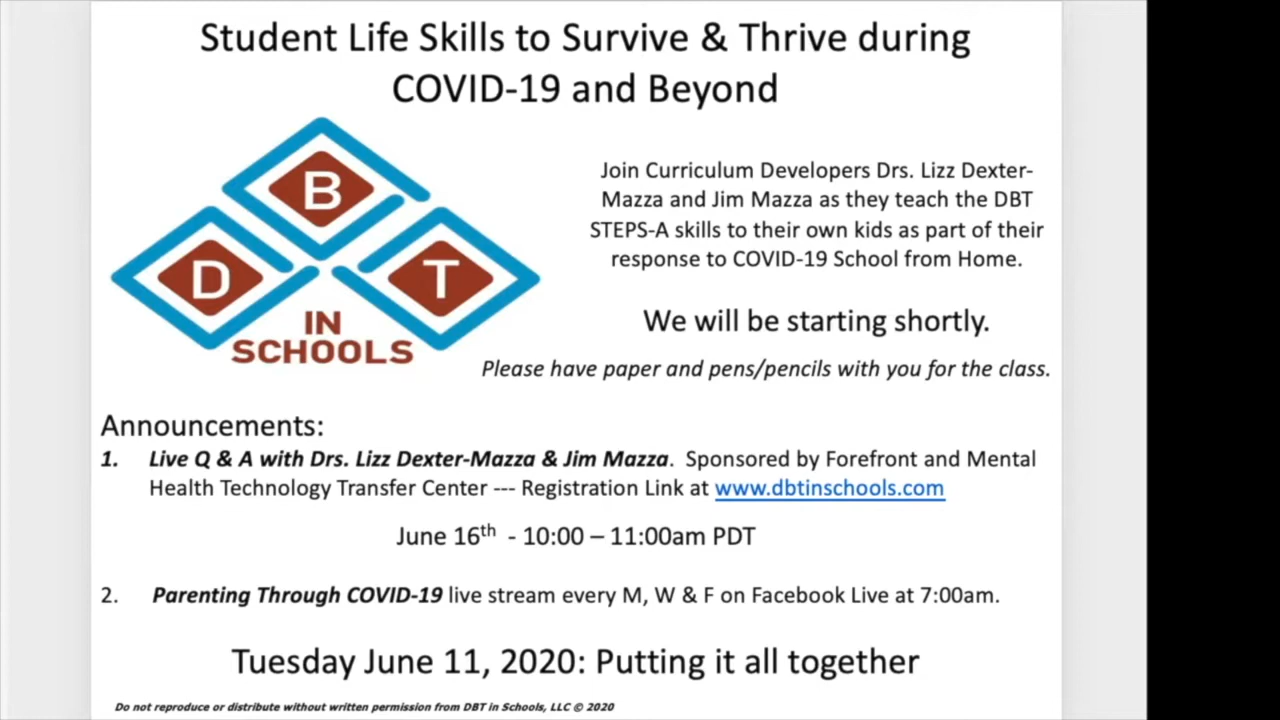 Student Life Skills to Survive & Thrive during
COVID-19 and Beyond
B
D
T
IN
SCHOOLS
Join Curriculum Developers Drs. Lizz Dexter-
Mazza and Jim Mazza as they teach the DBT
STEPS-A skills to their own kids as part of their
response to COVID-19 School from Home.
We will be starting shortly.
Please have paper and pens/pencils with you for the class.
Announcements:
1. Live Q & A with Drs. Lizz Dexter-Mazza & Jim Mazza. Sponsored by Forefront and Mental
Health Technology Transfer Center --- Registration Link at www.dbtinschools.com
June 16th - 10:00 – 11:00am PDT
2. Parenting Through COVID-19 live stream every M, W & F on Facebook Live at 7:00am.
Tuesday June 11, 2020: Putting it all together
Do not reproduce or distribute without written permission from DBT in Schools, LLC © 2020